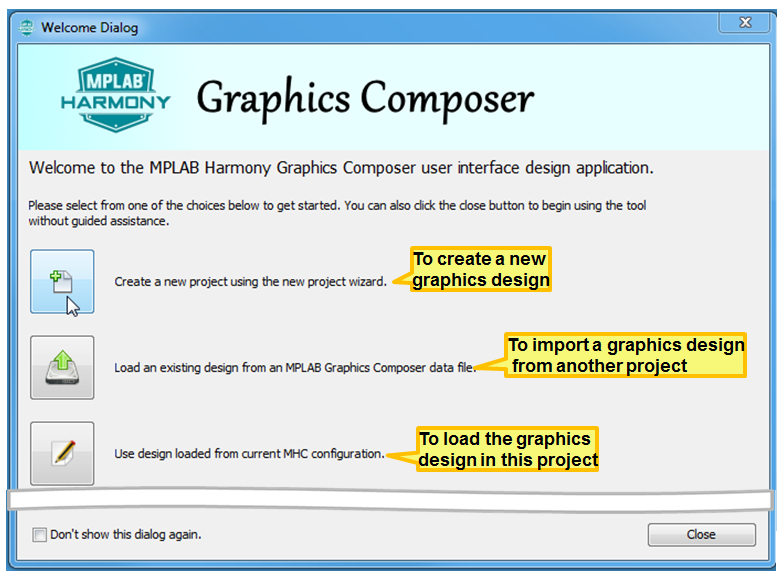 Welcome Dialog
MPLAB
HARMONY
Graphics Composer
Welcome to the MPLAB Harmony Graphics Composer user interface design application.
Please select from one of the choices below to get started. You can also click the close button to begin using the tool
without guided assistance.
Create a new project using the new project wizard.
To create a new
graphics design
Load an existing design from an MPLAB Graphics Composer data file.
To import a graphics design
from another project
Use design loaded from current MHC configuration.
To load the graphics
design in this project
Don't show this dialog again.
Close